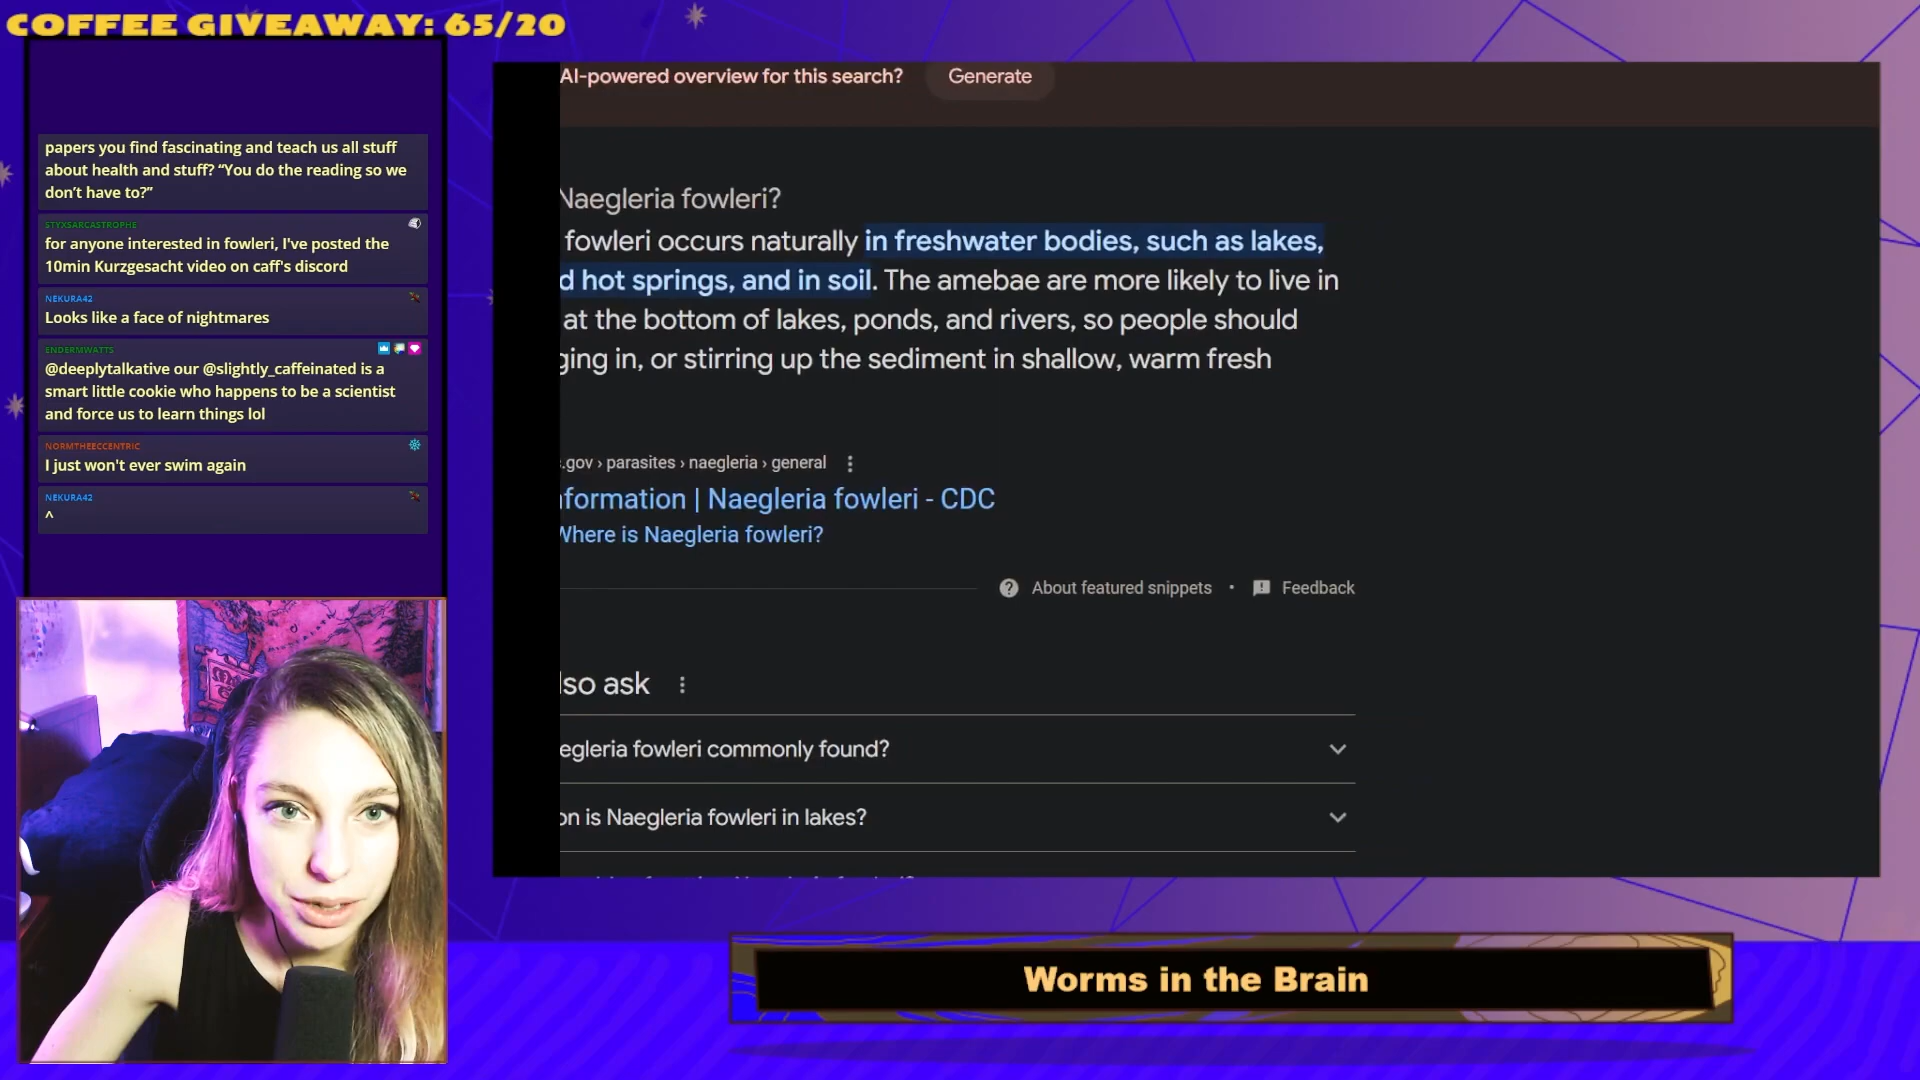 COFFEE GIVEAWAY: 65/20
papers you find fascinating and teach us all stuff
about health and stuff? “You do the reading so we
don’t have to?”
STYXSARCASTROPHE
for anyone interested in fowleri, I've posted the
10min Kurzgesacht video on caff's discord
NEKURA42
Looks like a face of nightmares
ENDERMWATTS
@deeplytalkative our @slightly_caffeinated is a
smart little cookie who happens to be a scientist
and force us to learn things lol
NORMTHEECCENTRIC
I just won't ever swim again
NEKURA42
^
AI-powered overview for this search? Generate
Naegleria fowleri?
fowleri occurs naturally in freshwater bodies, such as lakes,
d hot springs, and in soil. The amebae are more likely to live in
at the bottom of lakes, ponds, and rivers, so people should
ging in, or stirring up the sediment in shallow, warm fresh
.gov › parasites › naegleria › general
nformation | Naegleria fowleri - CDC
Where is Naegleria fowleri?
About featured snippets • Feedback
lso ask
egleria fowleri commonly found?
on is Naegleria fowleri in lakes?
Worms in the Brain